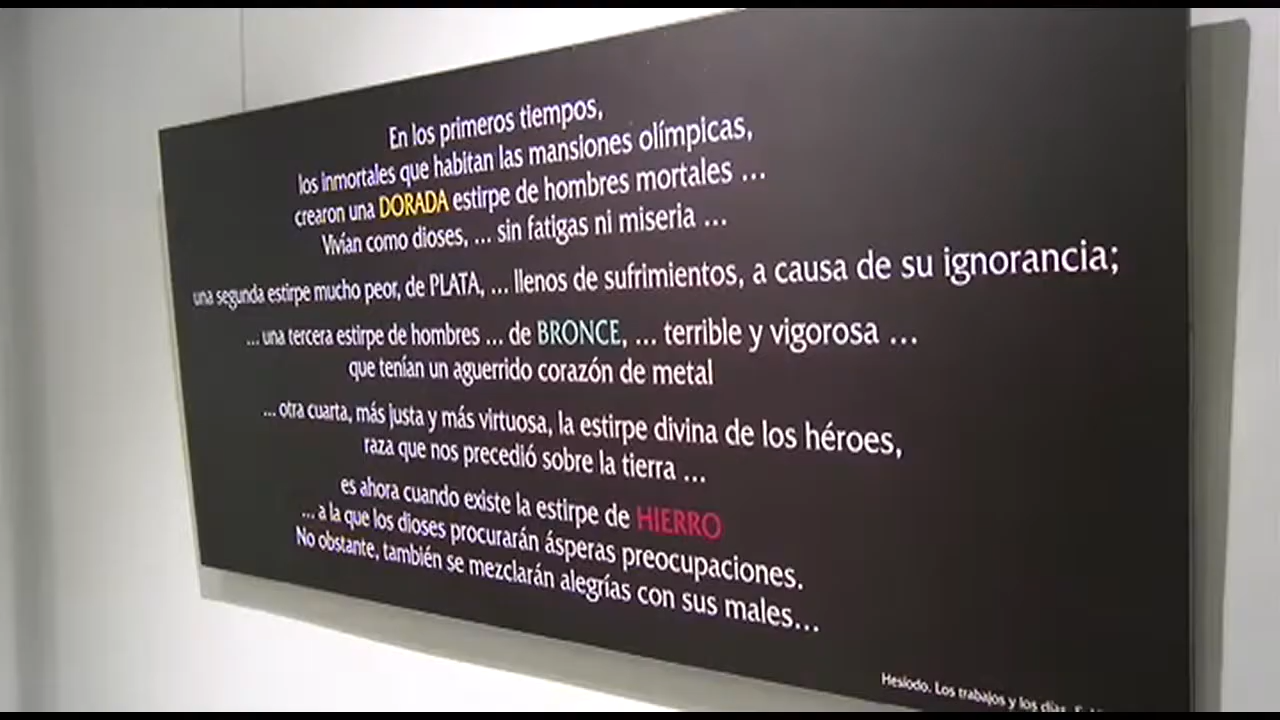 En los primeros tiempos,
los inmortales que habitan las mansiones olímpicas,
crearon una DORADA estirpe de hombres mortales ...
Vivían como dioses, ... sin fatigas ni miseria ...
una segunda estirpe mucho peor, de PLATA, ... llenos de sufrimientos, a causa de su ignorancia;
... una tercera estirpe de hombres ... de BRONCE, ... terrible y vigorosa ...
que tenían un aguerrido corazón de metal
... otra cuarta, más justa y más virtuosa, la estirpe divina de los héroes,
raza que nos precedió sobre la tierra ...
es ahora cuando existe la estirpe de HIERRO
... a la que los dioses procurarán ásperas preocupaciones.
No obstante, también se mezclarán alegrías con sus males...
Hesíodo. Los trabajos y los días.